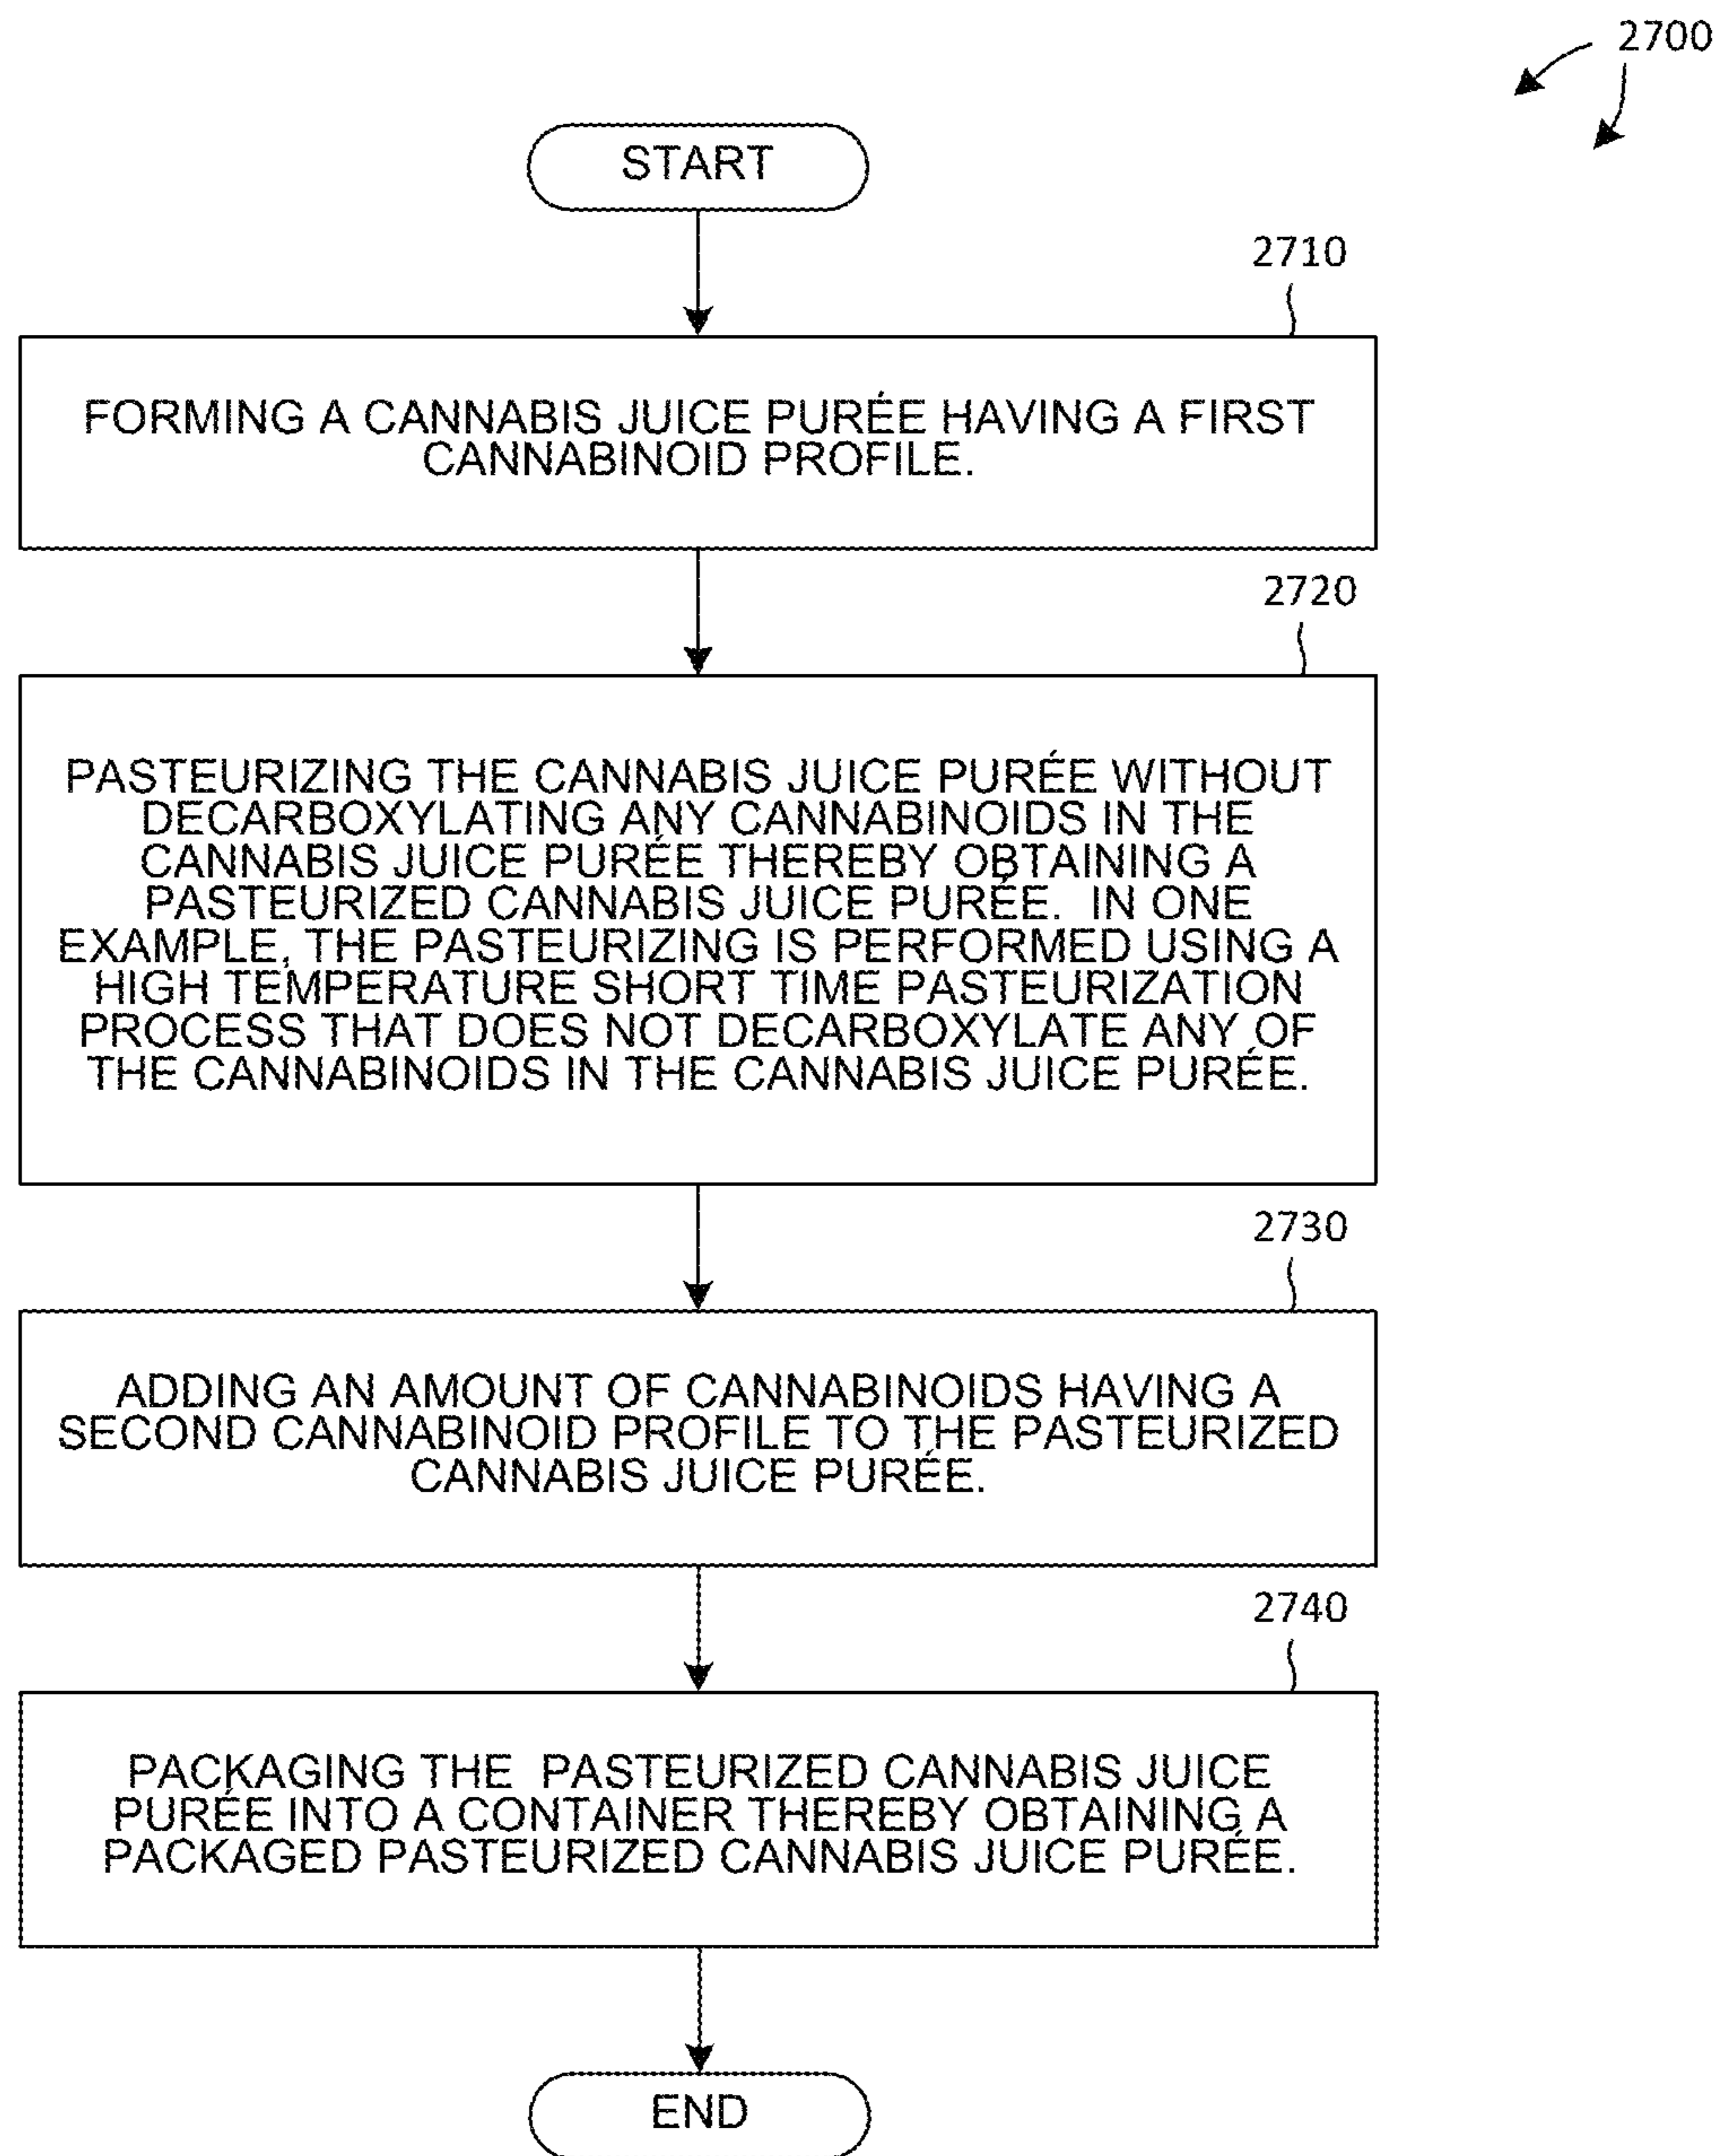 2700
START
2710
FORMING A CANNABIS JUICE PURÉE HAVING A FIRST
CANNABINOID PROFILE.
2720
PASTEURIZING THE CANNABIS JUICE PURÉE WITHOUT
DECARBOXYLATING ANY CANNABINOIDS IN THE
CANNABIS JUICE PURÉE THEREBY OBTAINING A
PASTEURIZED CANNABIS JUICE PURÉE. IN ONE
EXAMPLE, THE PASTEURIZING IS PERFORMED USING A
HIGH TEMPERATURE SHORT TIME PASTEURIZATION
PROCESS THAT DOES NOT DECARBOXYLATE ANY OF
THE CANNABINOIDS IN THE CANNABIS JUICE PURÉE.
2730
ADDING AN AMOUNT OF CANNABINOIDS HAVING A
SECOND CANNABINOID PROFILE TO THE PASTEURIZED
CANNABIS JUICE PURÉE.
2740
PACKAGING THE PASTEURIZED CANNABIS JUICE
PURÉE INTO A CONTAINER THEREBY OBTAINING A
PACKAGED PASTEURIZED CANNABIS JUICE PURÉE.
END